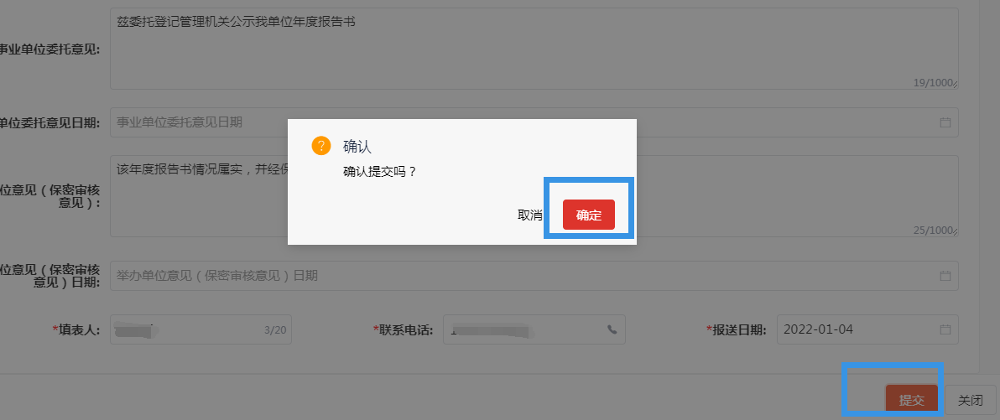 兹委托登记管理机关公示我单位年度报告书
事业单位委托意见:
19/1000
单位委托意见日期:
事业单位委托意见日期
确认
确认提交吗？
取消
确定
该年度报告书情况属实，并经保
位意见（保密审核
意见）:
25/1000
位意见（保密审核
意见）日期:
举办单位意见（保密审核意见）日期
*填表人:
3/20
*联系电话:
*报送日期:
2022-01-04
提交
关闭